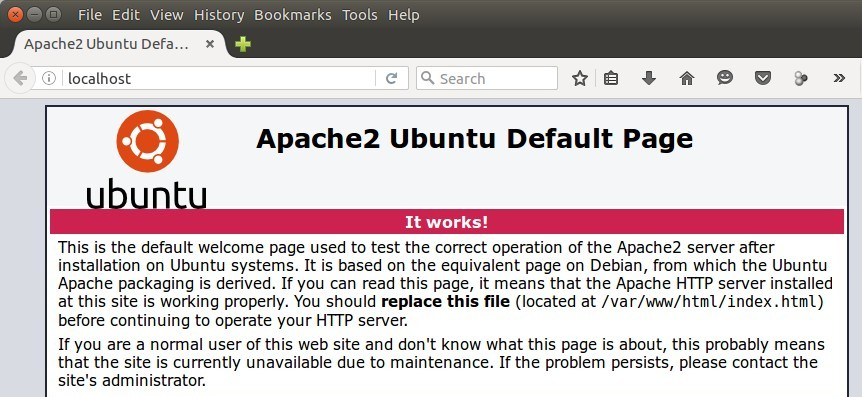 File Edit View History Bookmarks Tools Help
Apache2 Ubuntu Defa...
localhost
Search
Apache2 Ubuntu Default Page
ubuntu
It works!
This is the default welcome page used to test the correct operation of the Apache2 server after
installation on Ubuntu systems. It is based on the equivalent page on Debian, from which the Ubuntu
Apache packaging is derived. If you can read this page, it means that the Apache HTTP server installed
at this site is working properly. You should replace this file (located at /var/www/html/index.html)
before continuing to operate your HTTP server.
If you are a normal user of this web site and don't know what this page is about, this probably means
that the site is currently unavailable due to maintenance. If the problem persists, please contact the
site's administrator.